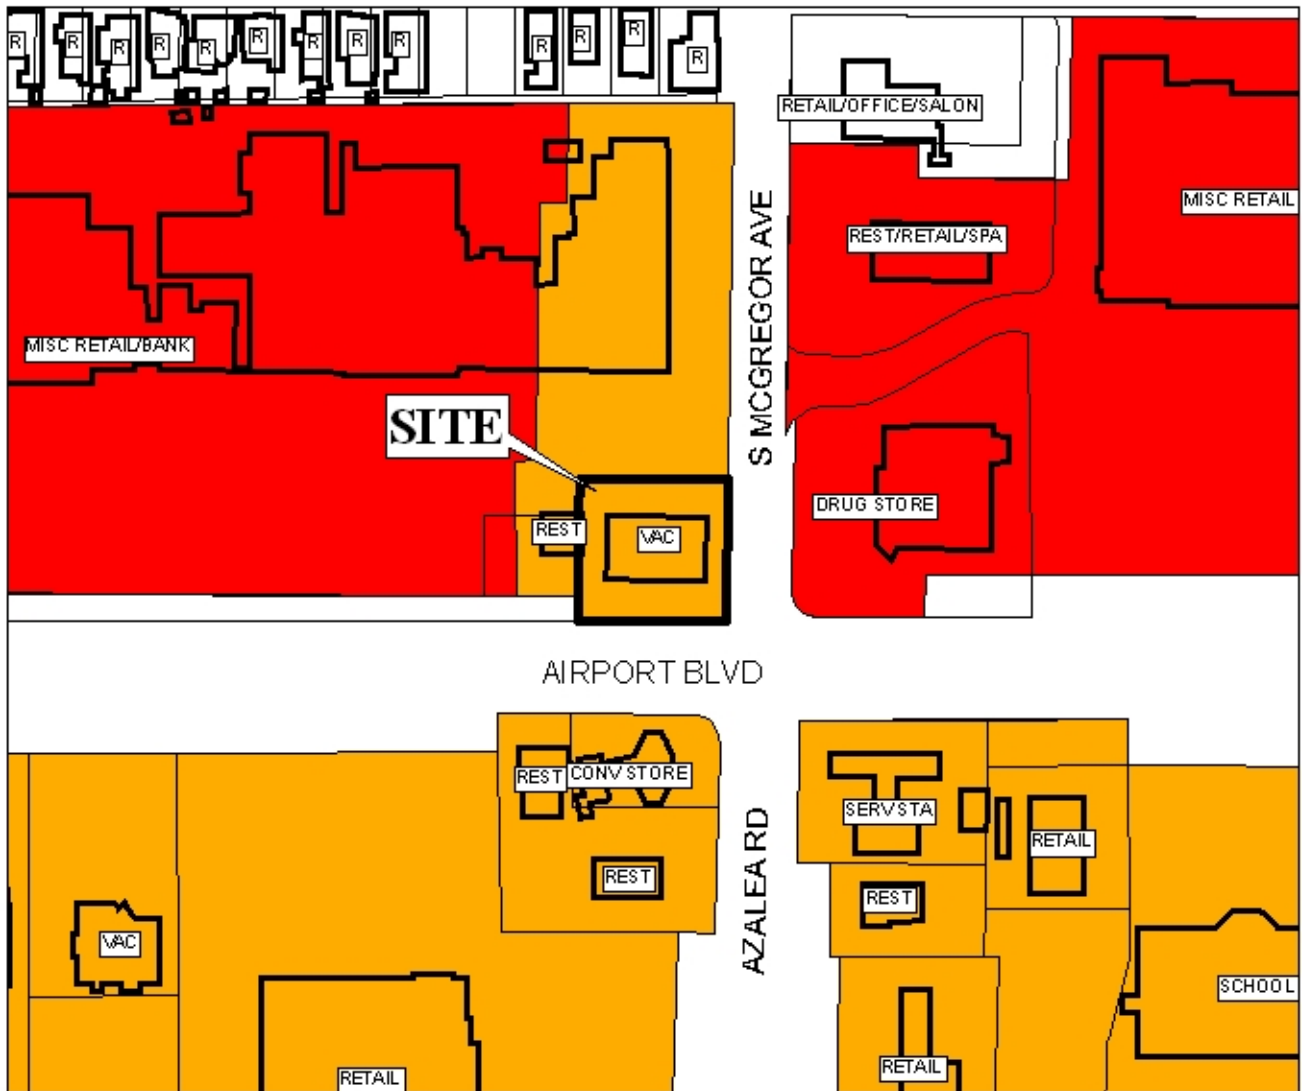 R
R
R
R
R
R
R
R
R
R
R
R
R
RETAIL/OFFICE/SALON
MISC RETAIL
REST/RETAIL/SPA
S MCGREGOR AVE
MISC RETAIL/BANK
SITE
DRUG STORE
REST
VAC
AIRPORT BLVD
REST
CONV STORE
SERV STA
RETAIL
REST
REST
AZALEA RD
VAC
SCHOOL
RETAIL
RETAIL